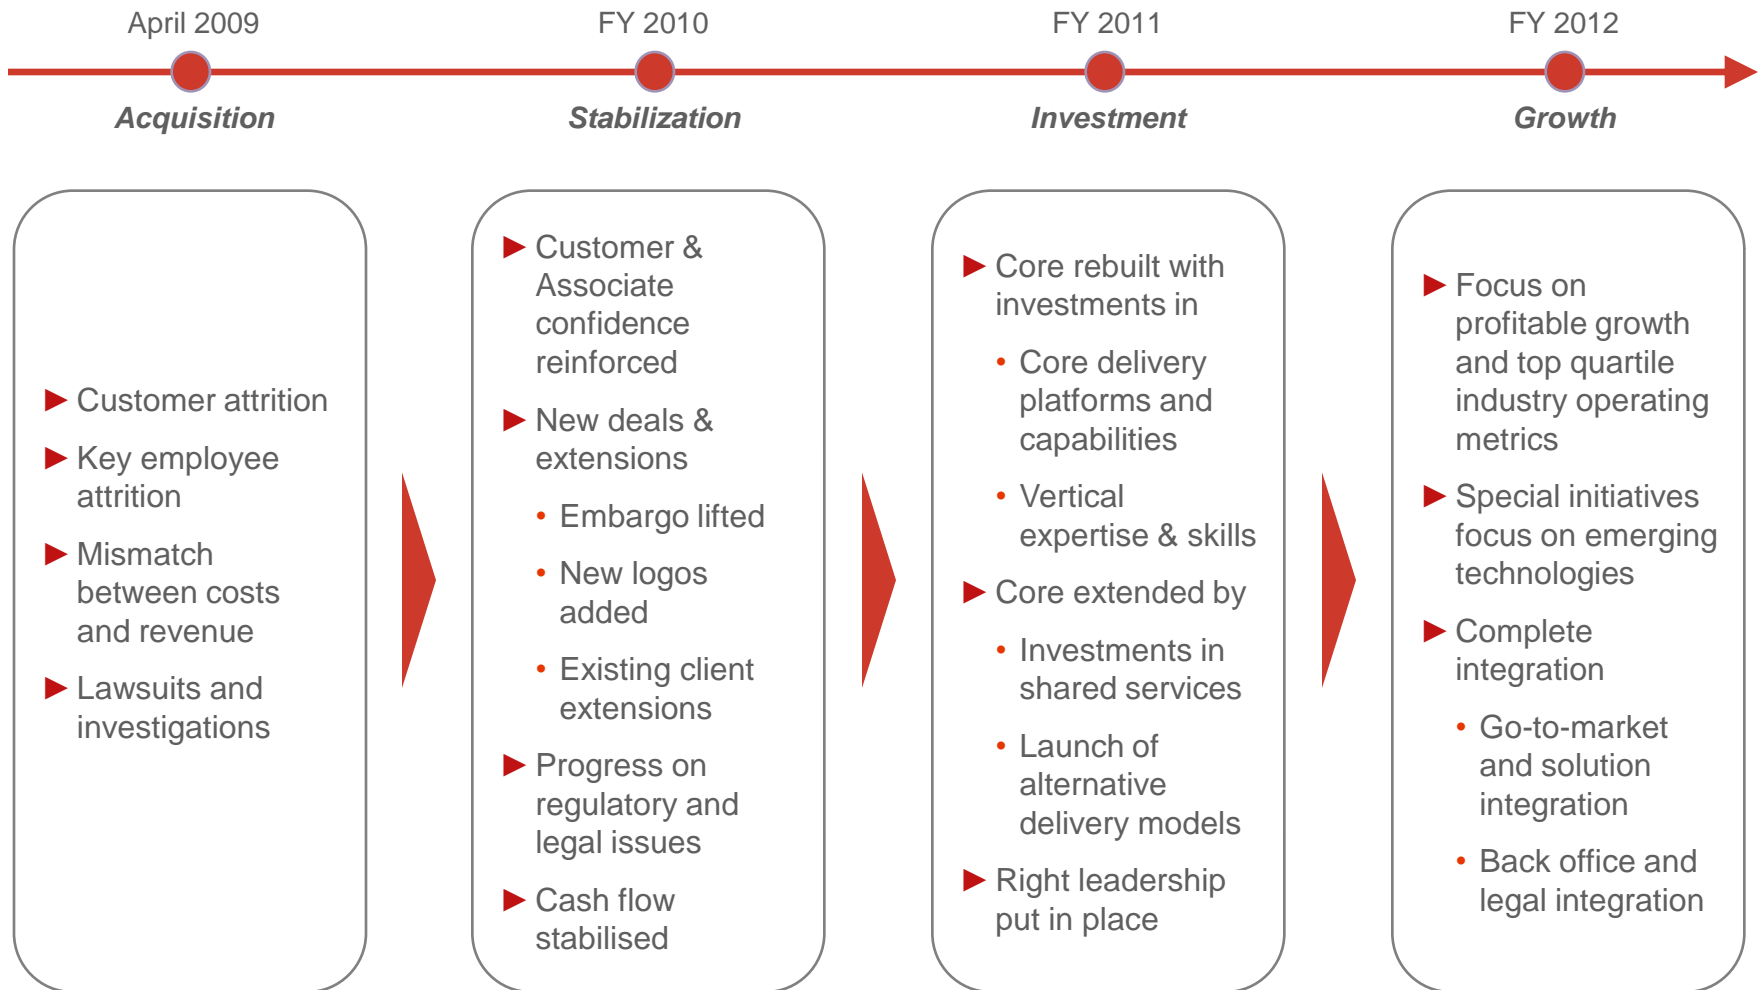 April 2009
FY 2010
FY 2011
FY 2012
Acquisition
Stabilization
Investment
Growth
► Customer attrition
► Key employee
attrition
► Mismatch
between costs
and revenue
► Lawsuits and
investigations
► Customer &
Associate
confidence
reinforced
► New deals &
extensions
• Embargo lifted
• New logos
added
• Existing client
extensions
► Progress on
regulatory and
legal issues
► Cash flow
stabilised
► Core rebuilt with
investments in
• Core delivery
platforms and
capabilities
• Vertical
expertise & skills
► Core extended by
• Investments in
shared services
• Launch of
alternative
delivery models
► Right leadership
put in place
► Focus on
profitable growth
and top quartile
industry operating
metrics
► Special initiatives
focus on emerging
technologies
► Complete
integration
• Go-to-market
and solution
integration
• Back office and
legal integration